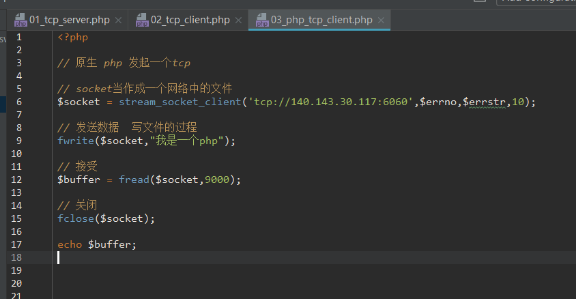 01_tcp_server.php × 02_tcp_client.php × 03_php_tcp_client.php ×
1 <?php
2
3 // 原生 php 发起一个tcp
4
5 // socket当作成一个网络中的文件
6 $socket = stream_socket_client('tcp://140.143.30.117:6060',$errno,$errstr,10);
7
8 // 发送数据 写文件的过程
9 fwrite($socket,"我是一个php");
10
11 // 接受
12 $buffer = fread($socket,9000);
13
14 // 关闭
15 fclose($socket);
16
17 echo $buffer;
18
19
20
21